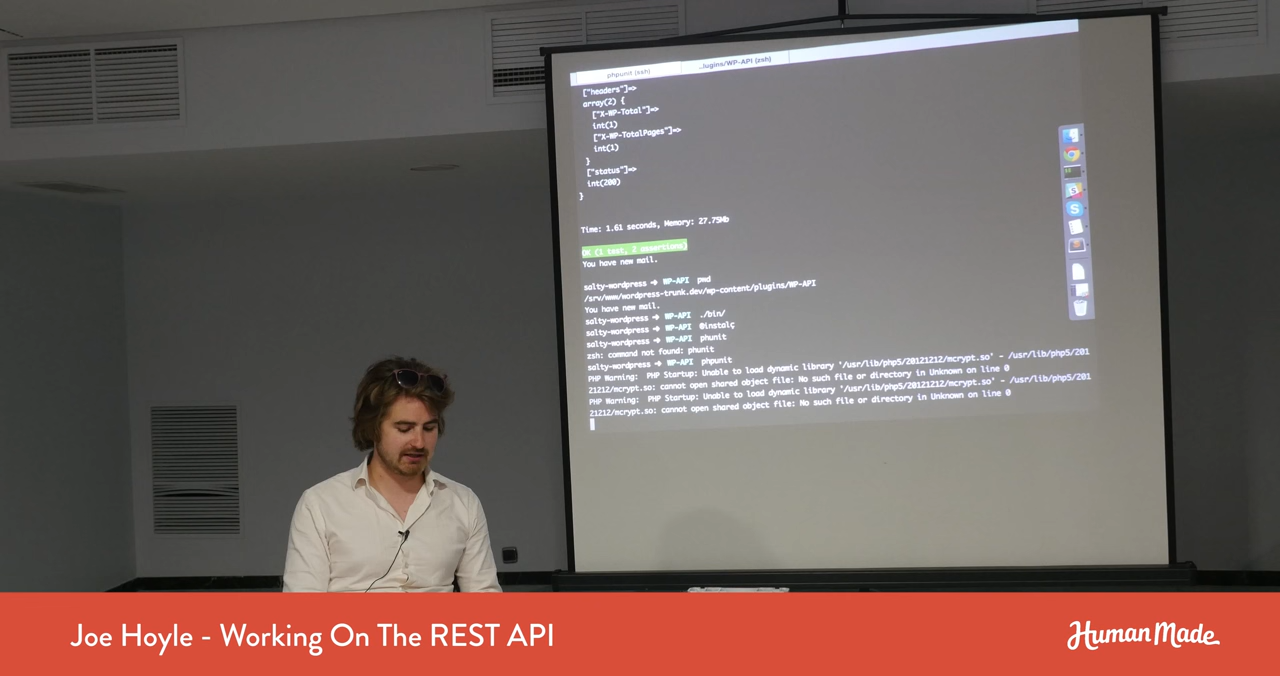 phpunit (ssh)
..lugins/WP-API (zsh)
["headers"]=>
array(2) {
["X-WP-Total"]=>
int(1)
["X-WP-TotalPages"]=>
int(1)
}
["status"]=>
int(200)
}
Time: 1.61 seconds, Memory: 27.75Mb
OK (1 test, 2 assertions)
You have new mail.
salty-wordpress ➜ WP-API pwd
/srv/www/wordpress-trunk.dev/wp-content/plugins/WP-API
You have new mail.
salty-wordpress ➜ WP-API ./bin/
salty-wordpress ➜ WP-API @instalç
salty-wordpress ➜ WP-API phunit
zsh: command not found: phunit
salty-wordpress ➜ WP-API phpunit
PHP Warning: PHP Startup: Unable to load dynamic library '/usr/lib/php5/20121212/mcrypt.so' - /usr/lib/php5/201
21212/mcrypt.so: cannot open shared object file: No such file or directory in Unknown on line 0
PHP Warning: PHP Startup: Unable to load dynamic library '/usr/lib/php5/20121212/mcrypt.so' - /usr/lib/php5/201
21212/mcrypt.so: cannot open shared object file: No such file or directory in Unknown on line 0
Joe Hoyle - Working On The REST API
Human Made